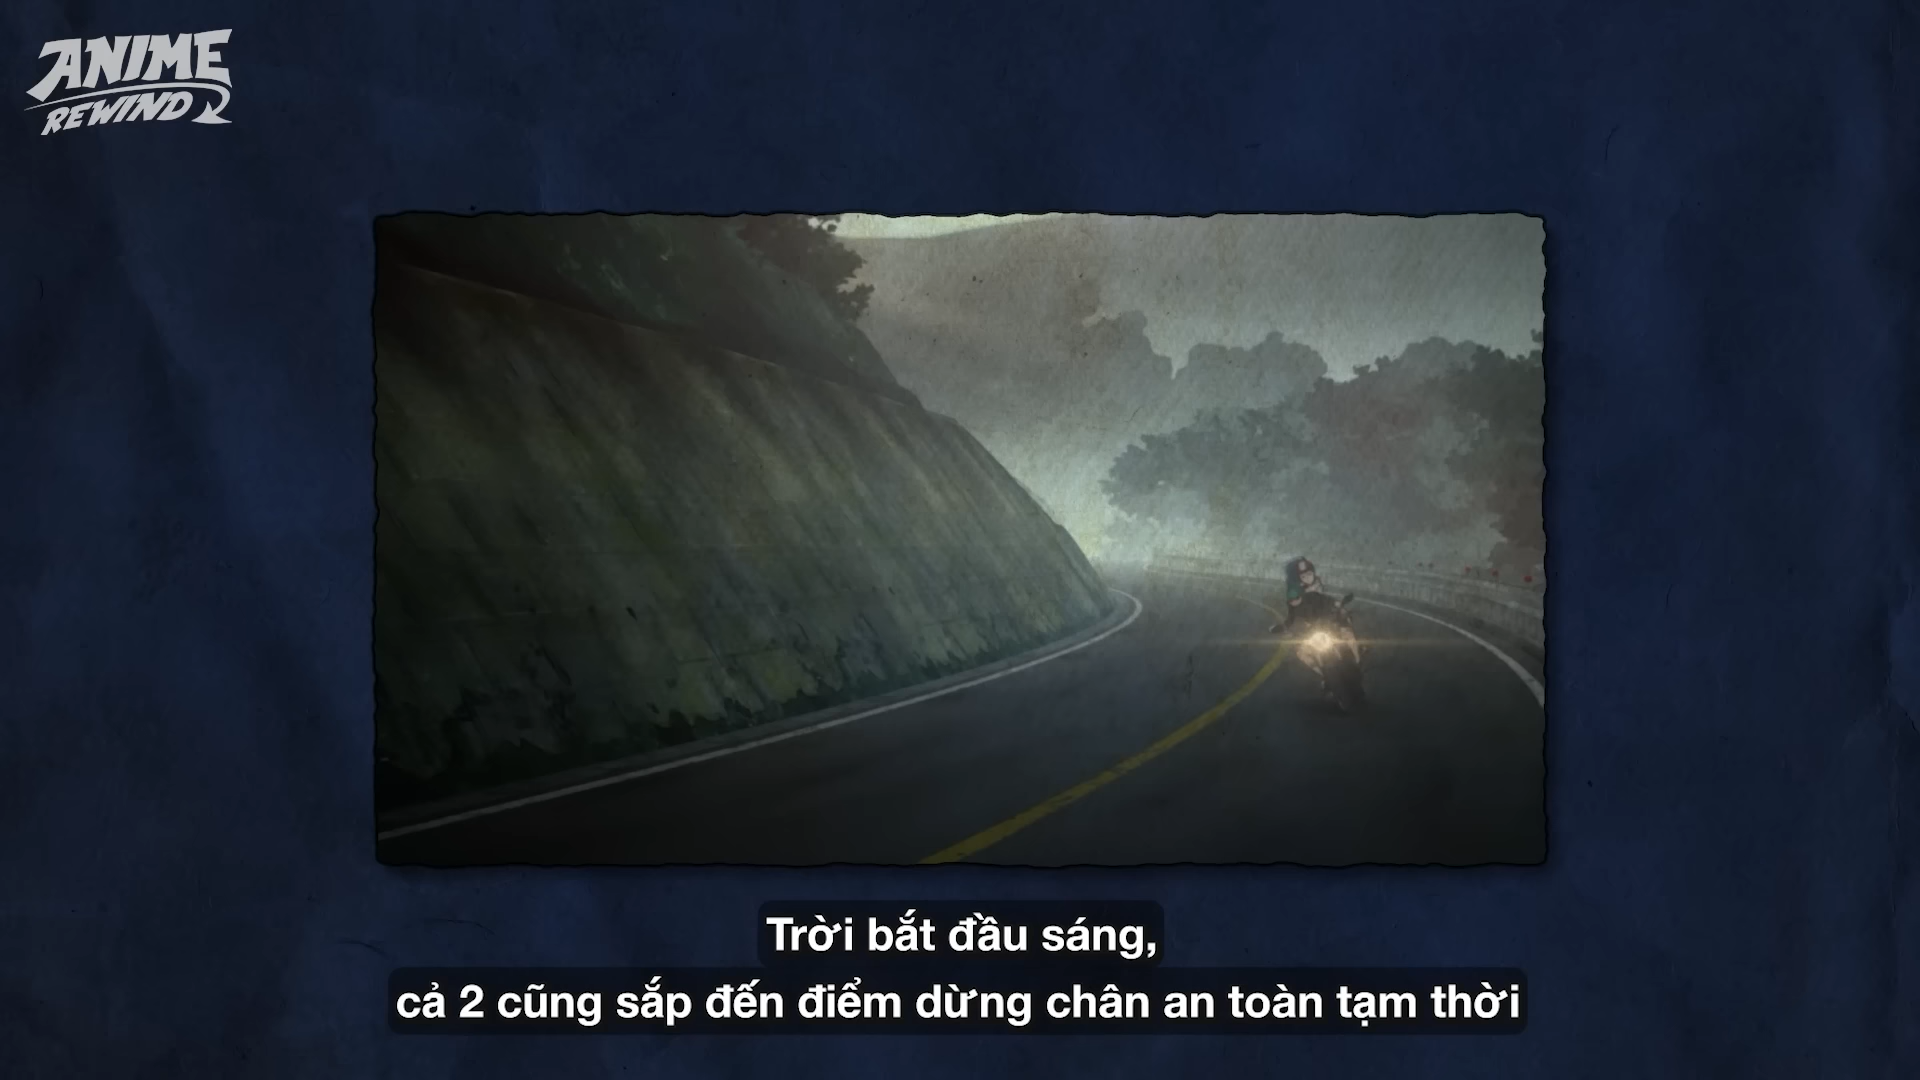 ANIME
REWIND
Trời bắt đầu sáng,
cả 2 cũng sắp đến điểm dừng chân an toàn tạm thời